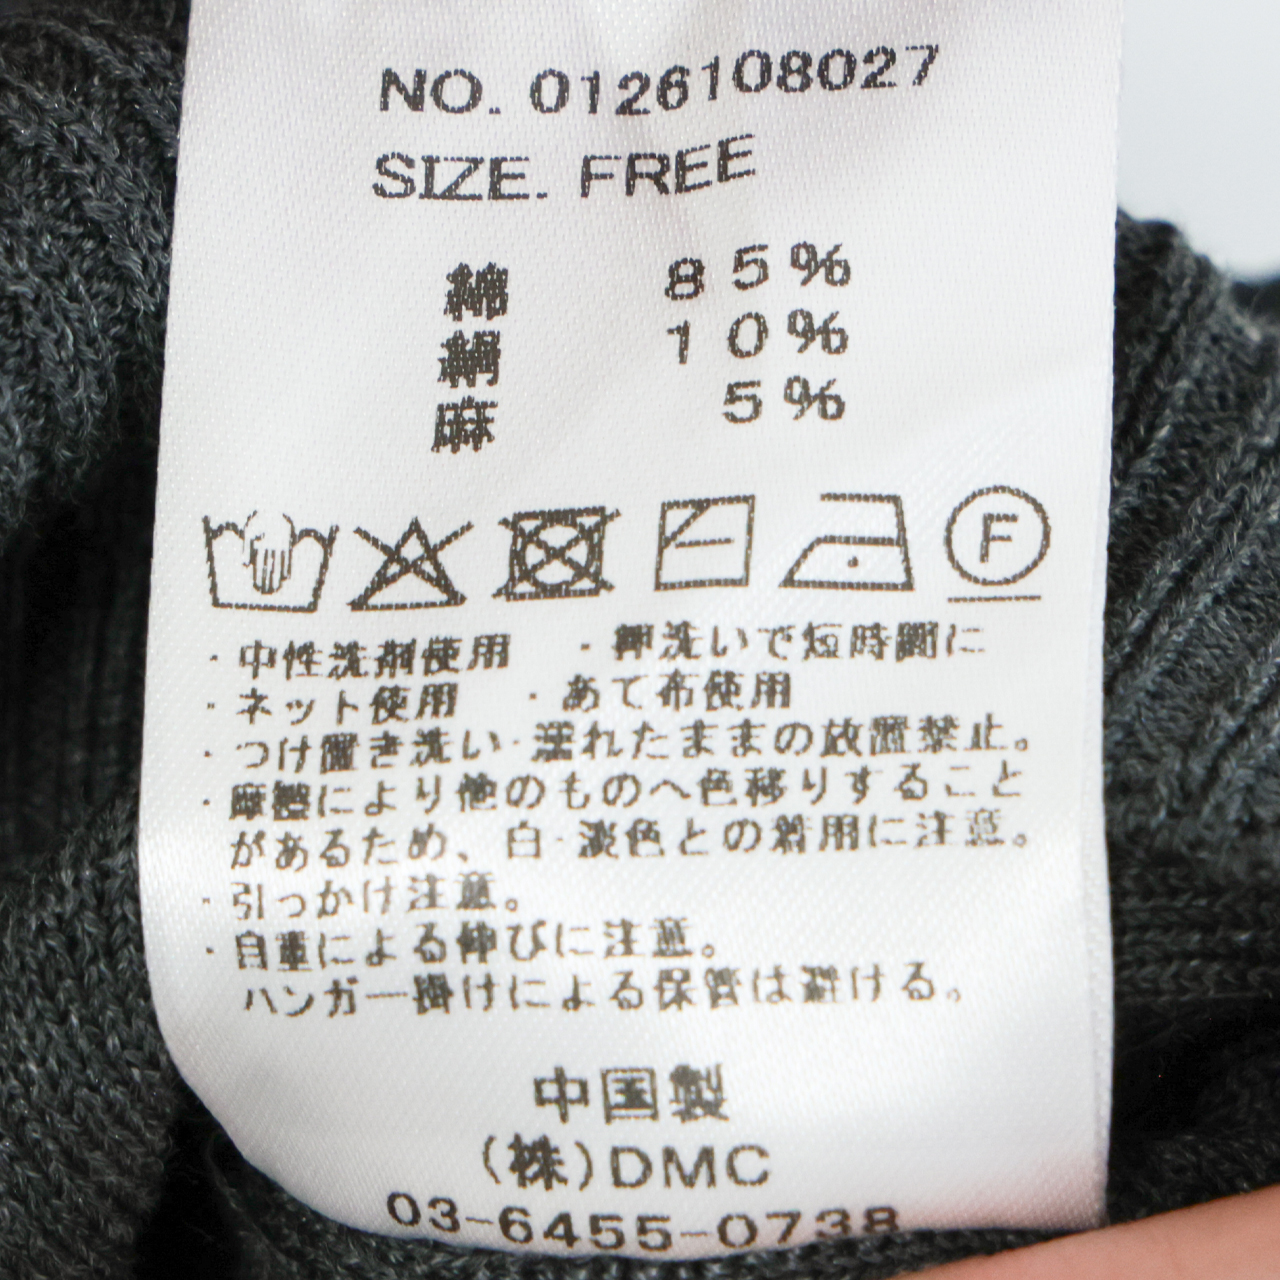 NO. 0126108027
SIZE. FREE
綿 85%
絹 10%
麻 5%
F
・中性洗剤使用 ・押洗いで短時間に
・ネット使用 ・あて布使用
・つけ置き洗い・濡れたままの放置禁止。
・摩擦により他のものへ色移りすること
があるため、白・淡色との着用に注意。
・引っかけ注意。
・自重による伸びに注意。
ハンガー掛けによる保管は避ける。
中国製
(株)DMC
03-6455-0738